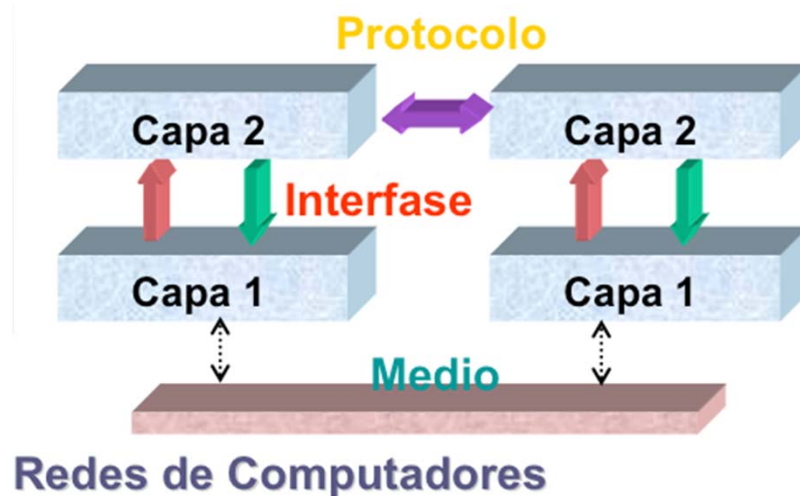 Protocolo
Capa 2
Capa 2
Interfase
Capa 1
Capa 1
Medio
Redes de Computadores